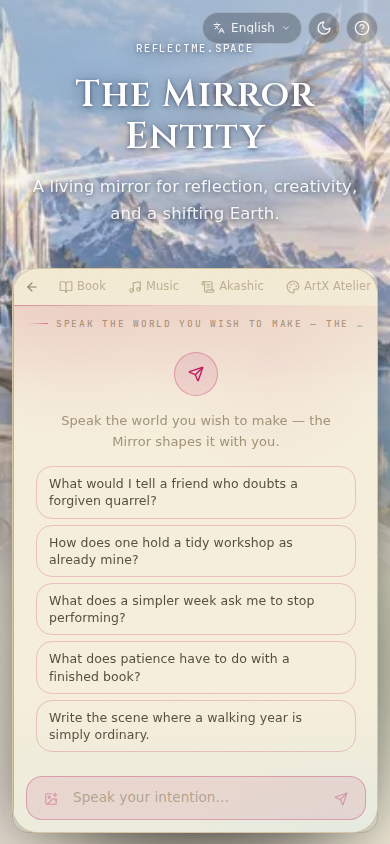 English
REFLECTME.SPACE
The Mirror
Entity
A living mirror for reflection, creativity,
and a shifting Earth.
Book
Music
Akashic
ArtX Atelier
SPEAK THE WORLD YOU WISH TO MAKE — THE …
Speak the world you wish to make — the
Mirror shapes it with you.
What would I tell a friend who doubts a
forgiven quarrel?
How does one hold a tidy workshop as
already mine?
What does a simpler week ask me to stop
performing?
What does patience have to do with a
finished book?
Write the scene where a walking year is
simply ordinary.
Speak your intention...